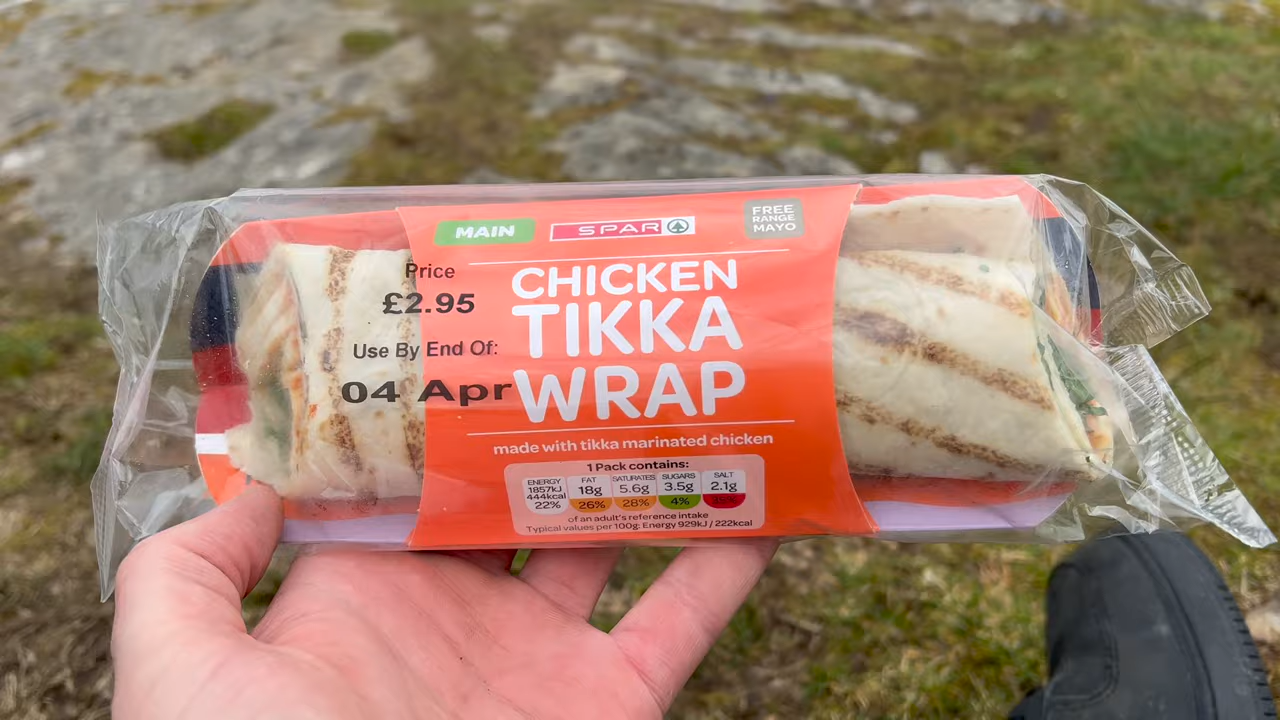 MAIN
SPAR
FREE
RANGE
MAYO
Price
£2.95
Use By End Of:
04 Apr
CHICKEN
TIKKA
WRAP
made with tikka marinated chicken
1 Pack contains:
ENERGY 1857kJ 444kcal 22%
FAT 18g 26%
SATURATES 5.6g 28%
SUGARS 3.5g 4%
SALT 2.1g 35%
of an adult's reference intake
Typical values per 100g: Energy 929kJ / 222kcal